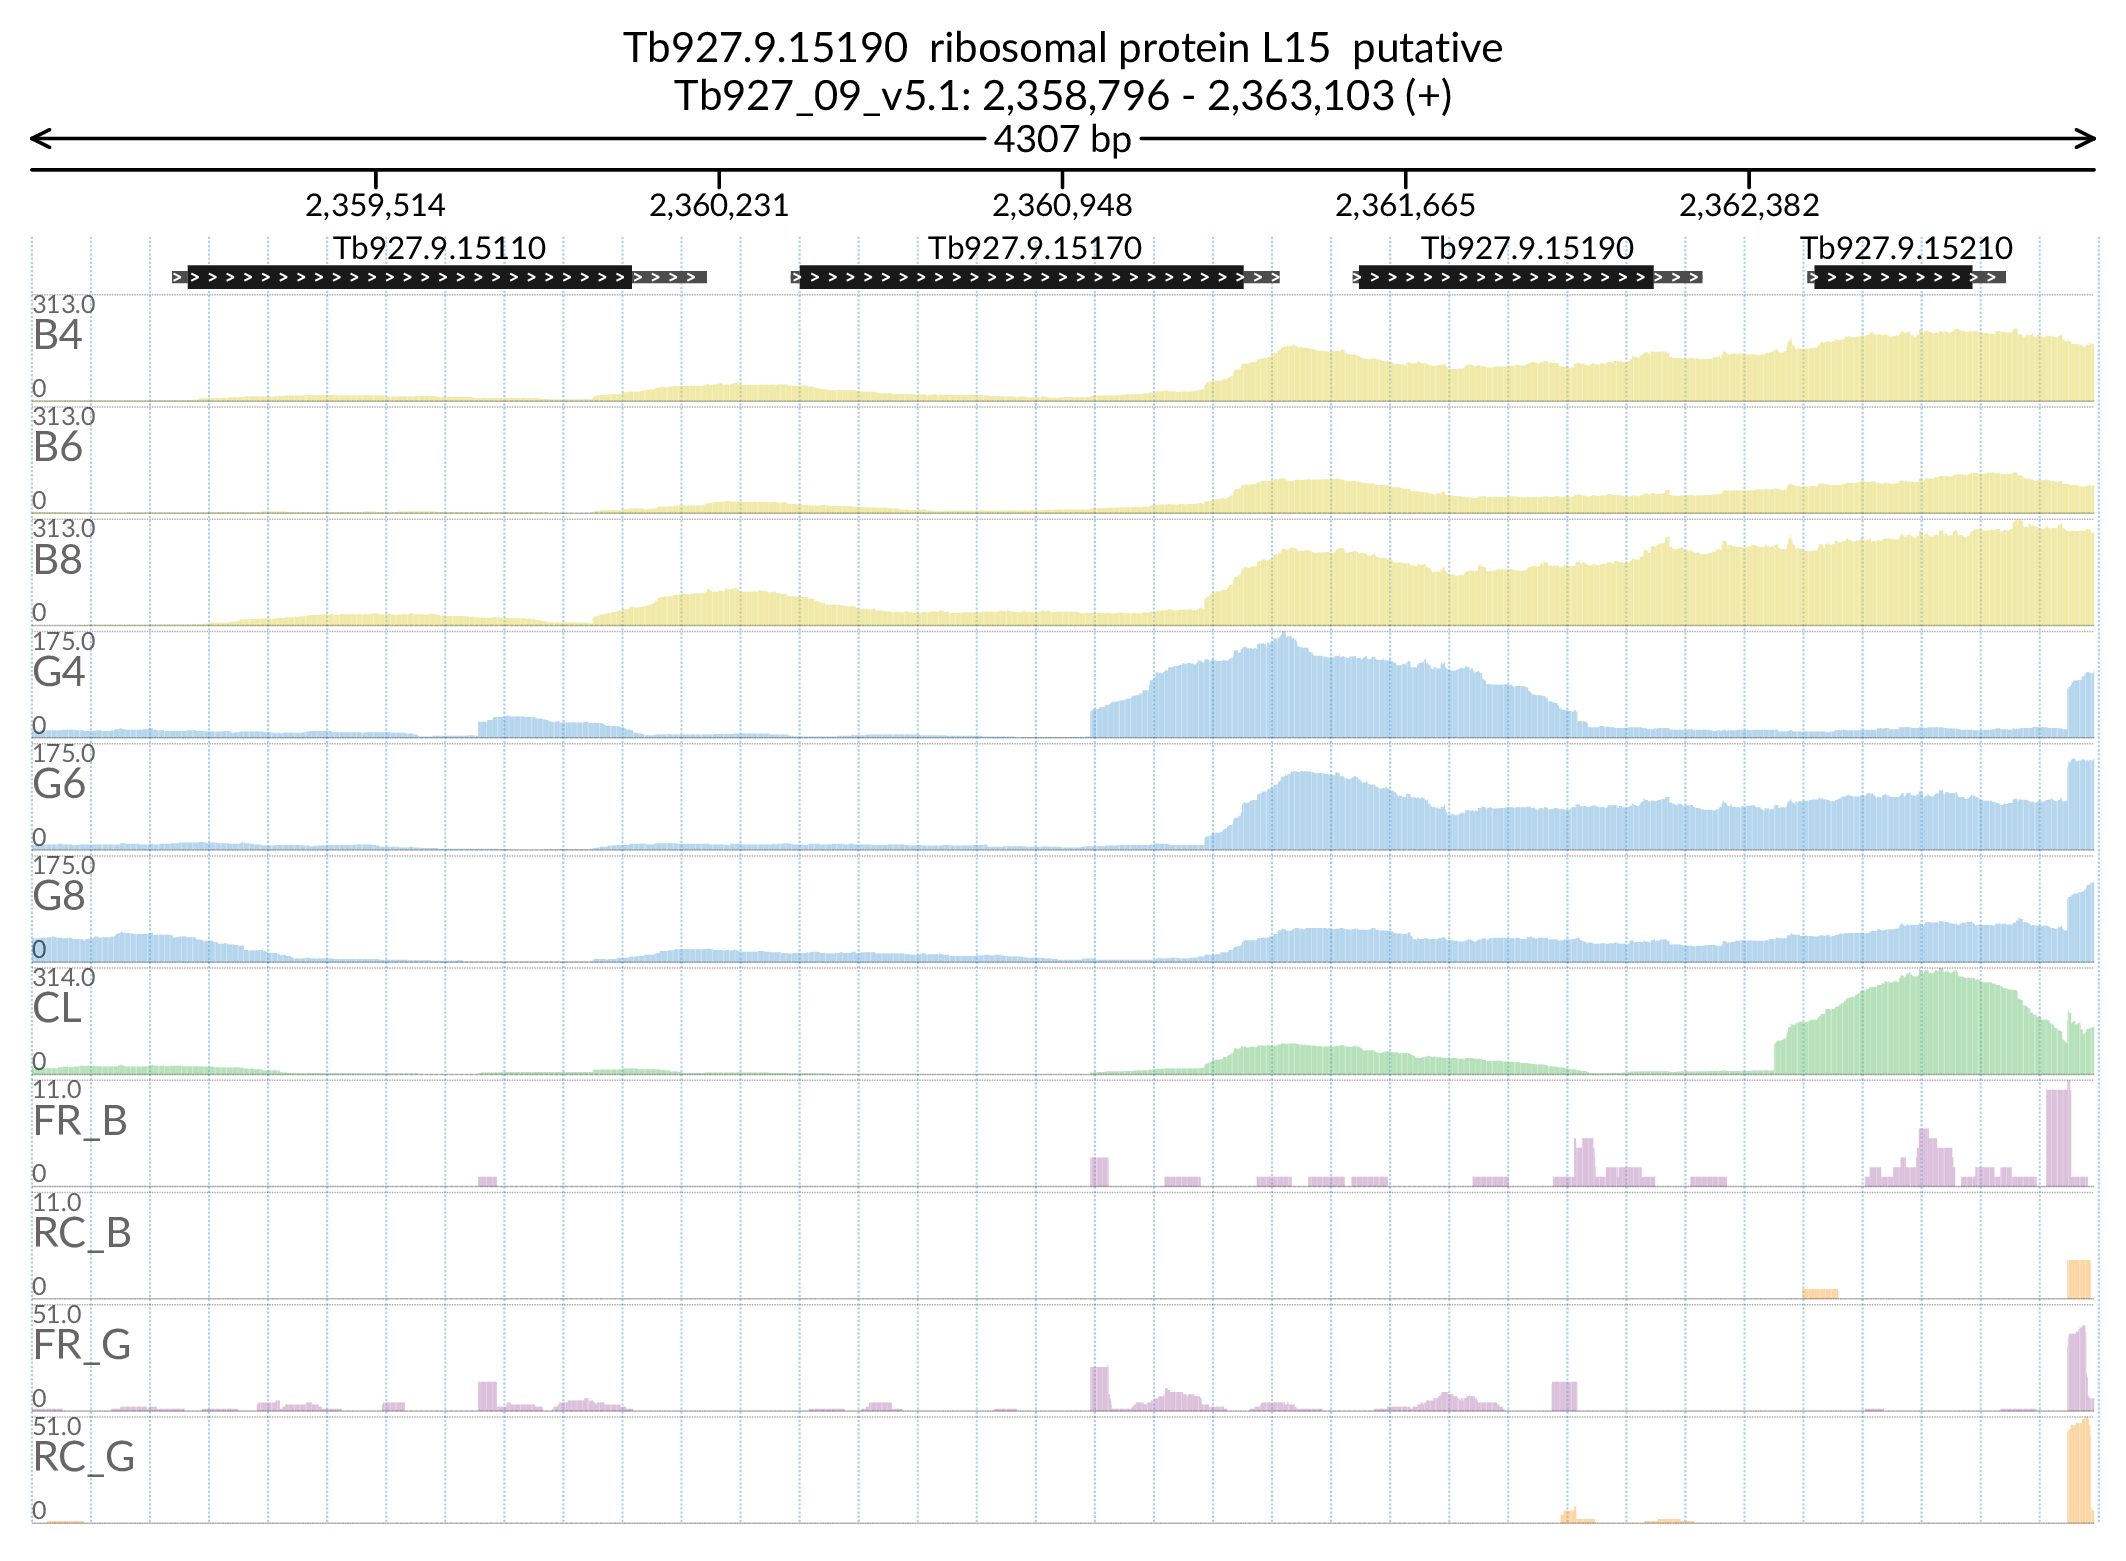 Tb927.9.15190  ribosomal protein L15  putative
Tb927_09_v5.1: 2,358,796 - 2,363,103 (+)
4307 bp
2,359,514 2,360,231 2,360,948 2,361,665 2,362,382
Tb927.9.15110 Tb927.9.15170 Tb927.9.15190 Tb927.9.15210
313.0
B4
0
313.0
B6
0
313.0
B8
0
175.0
G4
0
175.0
G6
0
175.0
G8
0
314.0
CL
0
11.0
FR_B
0
11.0
RC_B
0
51.0
FR_G
0
51.0
RC_G
0